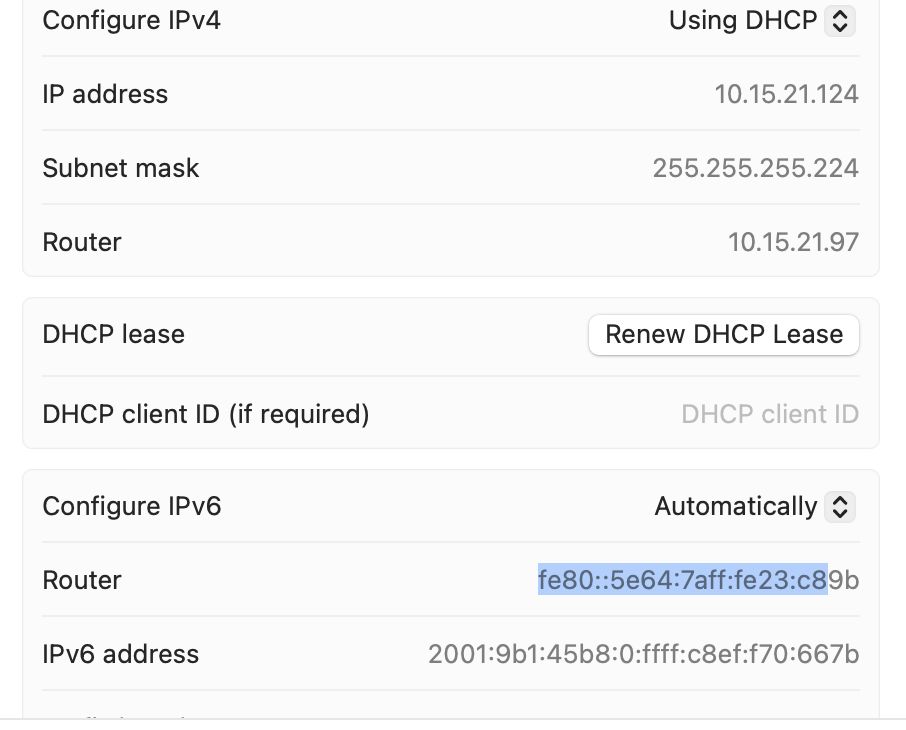 Configure IPv4 Using DHCP
IP address 10.15.21.124
Subnet mask 255.255.255.224
Router 10.15.21.97
DHCP lease Renew DHCP Lease
DHCP client ID (if required) DHCP client ID
Configure IPv6 Automatically
Router fe80::5e64:7aff:fe23:c89b
IPv6 address 2001:9b1:45b8:0:ffff:c8ef:f70:667b